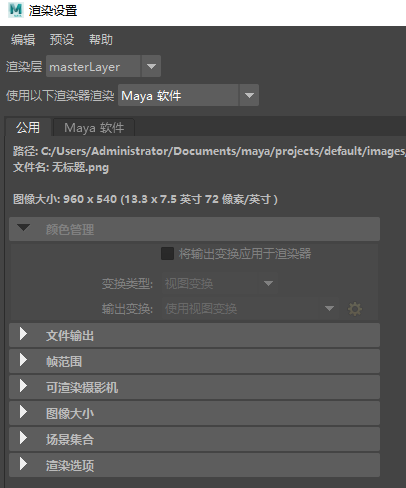 渲染设置
编辑 预设 帮助
渲染层 masterLayer
使用以下渲染器渲染 Maya 软件
公用 Maya 软件
路径: C:/Users/Administrator/Documents/maya/projects/default/images/
文件名: 无标题.png
图像大小: 960 x 540 (13.3 x 7.5 英寸 72 像素/英寸 )
颜色管理
将输出变换应用于渲染器
变换类型: 视图变换
输出变换: 使用视图变换
文件输出
帧范围
可渲染摄影机
图像大小
场景集合
渲染选项